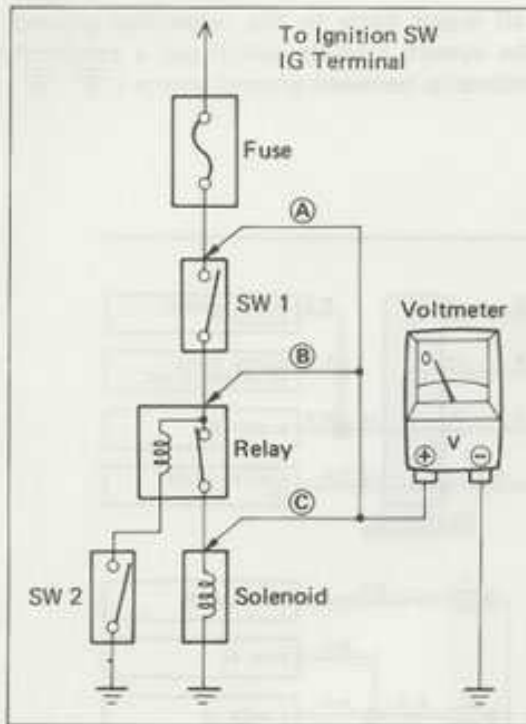 To Ignition SW
IG Terminal
Fuse
A
SW 1
Voltmeter
B
0
Relay
V
+ −
C
SW 2
Solenoid